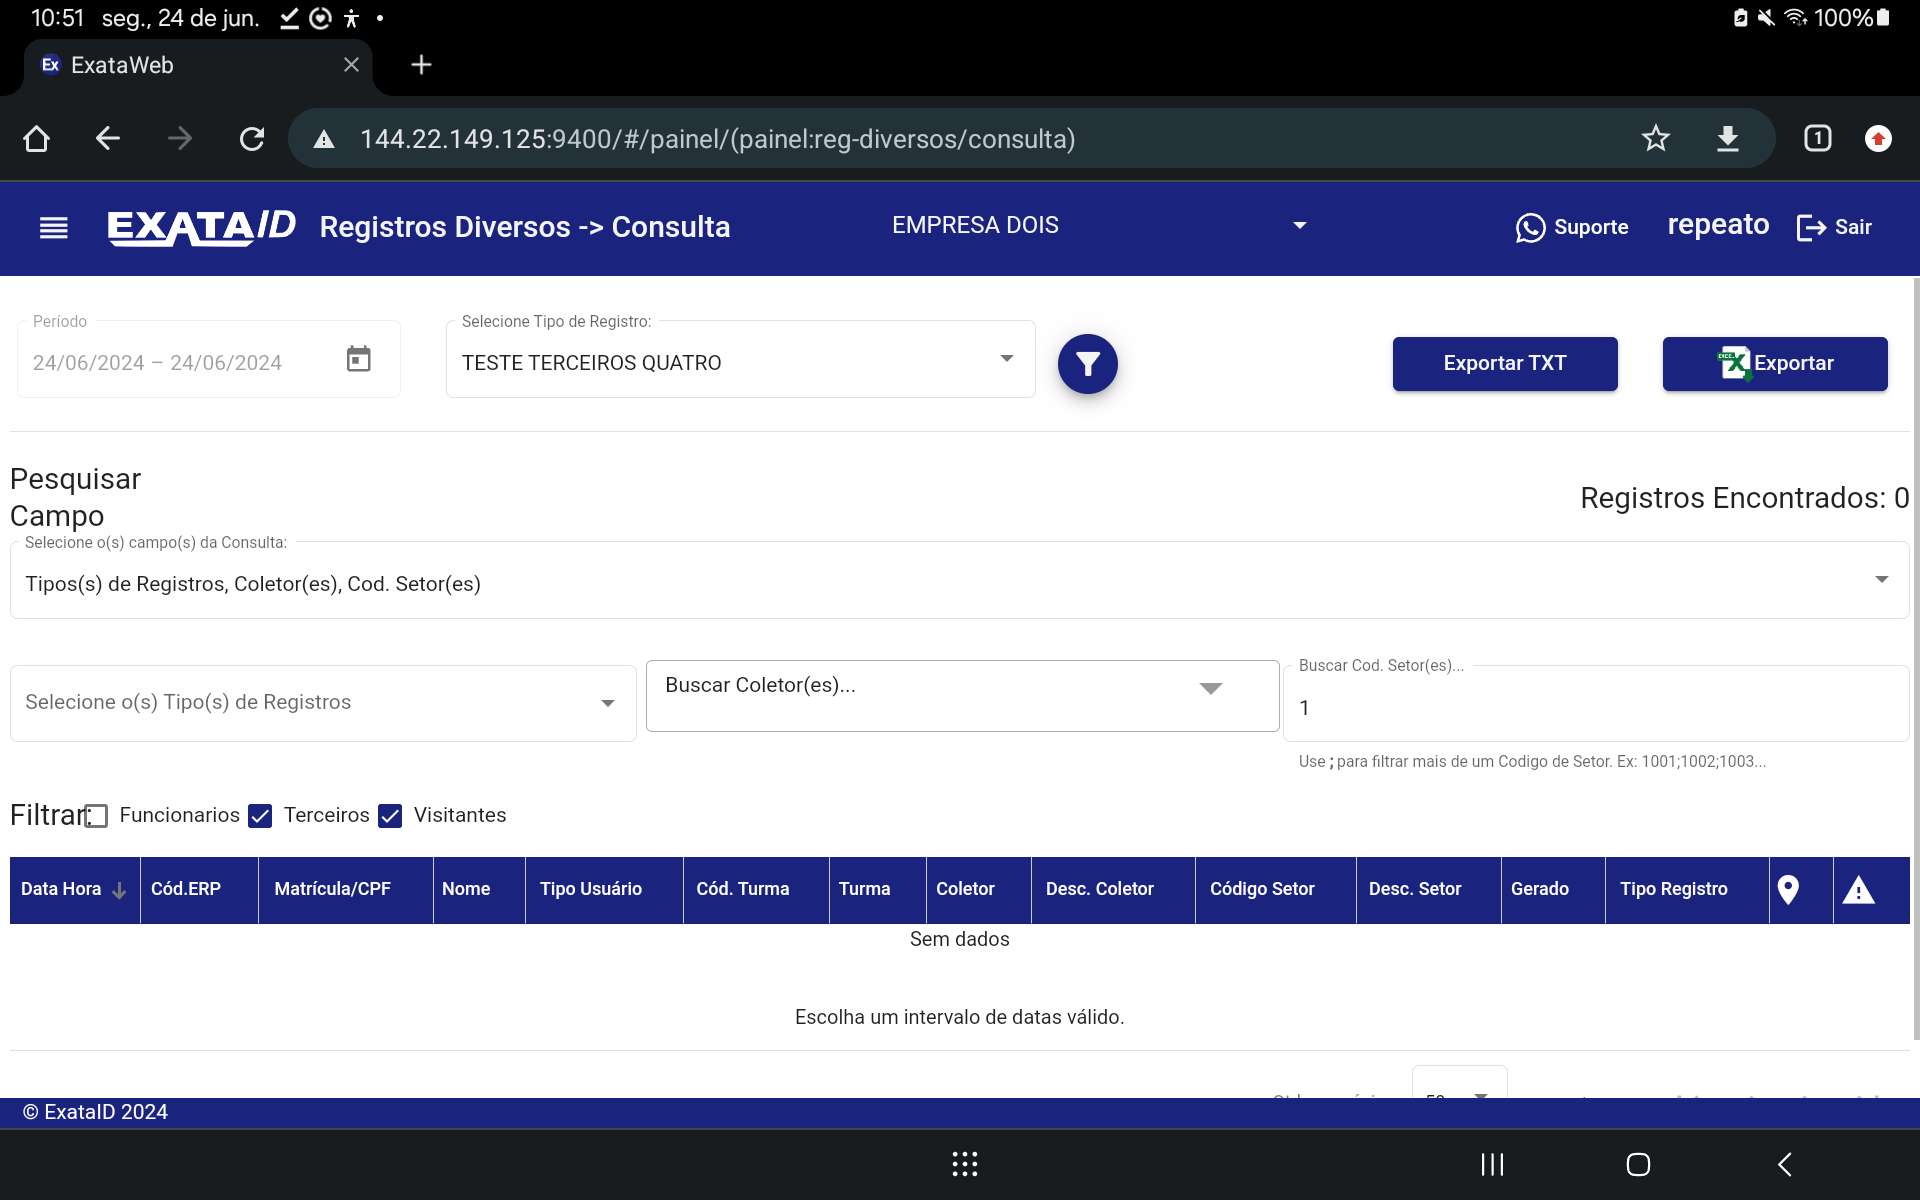 10:51 seg., 24 de jun. 100%
Ex ExataWeb
144.22.149.125:9400/#/painel/(painel:reg-diversos/consulta) 1
EXATA/D Registros Diversos -> Consulta EMPRESA DOIS Suporte repeato Sair
Período Selecione Tipo de Registro:
24/06/2024 – 24/06/2024 TESTE TERCEIROS QUATRO Exportar TXT Exportar
Pesquisar
Campo
Registros Encontrados: 0
Selecione o(s) campo(s) da Consulta:
Tipos(s) de Registros, Coletor(es), Cod. Setor(es)
Buscar Cod. Setor(es)...
Selecione o(s) Tipo(s) de Registros Buscar Coletor(es)... 1
Use ; para filtrar mais de um Codigo de Setor. Ex: 1001;1002;1003...
Filtrar: Funcionarios Terceiros Visitantes
Data Hora Cód.ERP Matrícula/CPF Nome Tipo Usuário Cód. Turma Turma Coletor Desc. Coletor Código Setor Desc. Setor Gerado Tipo Registro
Sem dados
Escolha um intervalo de datas válido.
© ExataID 2024